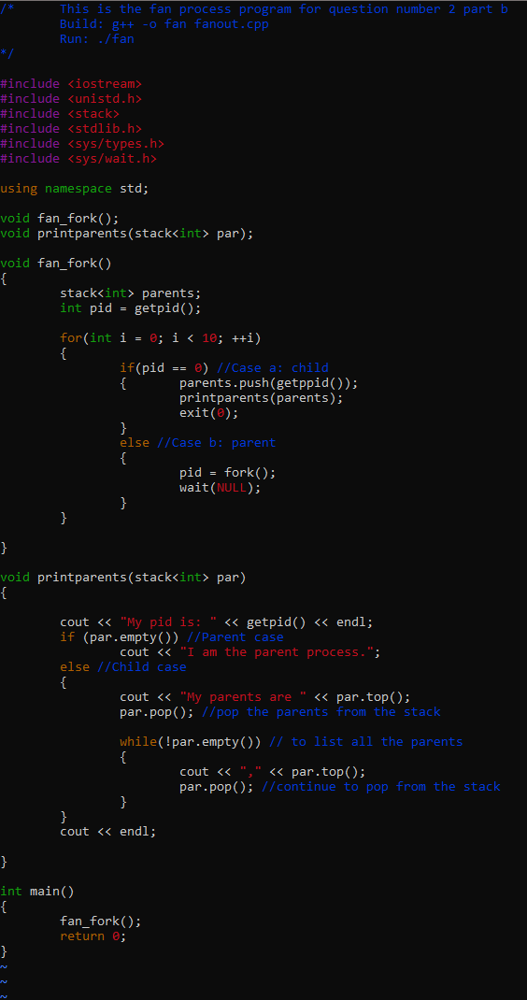 /*      This is the fan process program for question number 2 part b
        Build: g++ -o fan fanout.cpp
        Run: ./fan
*/

#include <iostream>
#include <unistd.h>
#include <stack>
#include <stdlib.h>
#include <sys/types.h>
#include <sys/wait.h>

using namespace std;

void fan_fork();
void printparents(stack<int> par);

void fan_fork()
{
        stack<int> parents;
        int pid = getpid();

        for(int i = 0; i < 10; ++i)
        {
                if(pid == 0) //Case a: child
                {       parents.push(getppid());
                        printparents(parents);
                        exit(0);
                }
                else //Case b: parent
                {
                        pid = fork();
                        wait(NULL);
                }
        }

}

void printparents(stack<int> par)
{

        cout << "My pid is: " << getpid() << endl;
        if (par.empty()) //Parent case
                cout << "I am the parent process.";
        else //Child case
        {
                cout << "My parents are " << par.top();
                par.pop(); //pop the parents from the stack

                while(!par.empty()) // to list all the parents
                {
                        cout << "," << par.top();
                        par.pop(); //continue to pop from the stack
                }
        }
        cout << endl;

}

int main()
{
        fan_fork();
        return 0;
}
~
~
~